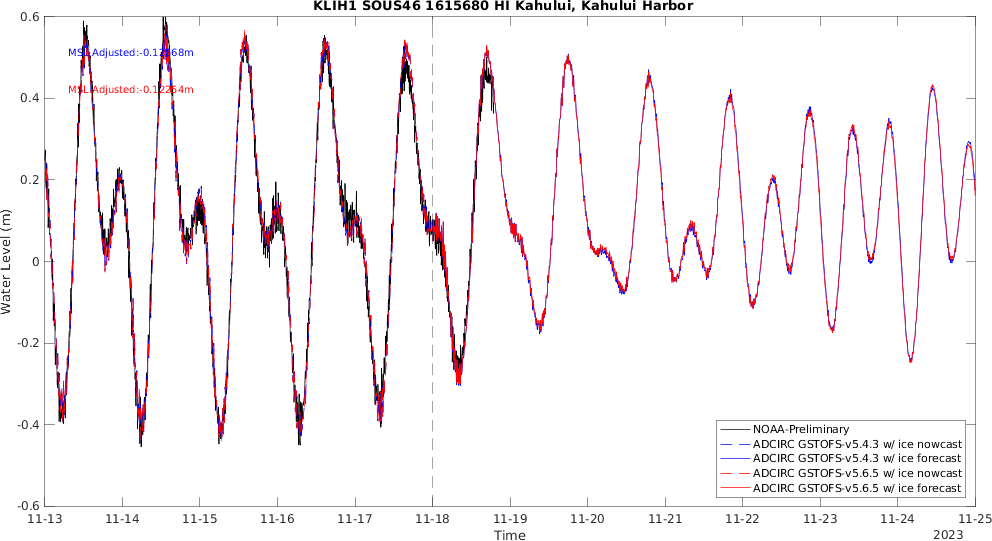 KLIH1 SOUS46 1615680 HI Kahului, Kahului Harbor
0.6
MSL Adjusted:
0.4
MSL Adjusted:-0.12264m
0.2
0
-0.2
-0.4
-0.6
Water Level (m)
NOAA-Preliminary
ADCIRC GSTOFS-v5.4.3 w/ ice nowcast
ADCIRC GSTOFS-v5.4.3 w/ ice forecast
ADCIRC GSTOFS-v5.6.5 w/ ice nowcast
ADCIRC GSTOFS-v5.6.5 w/ ice forecast
11-13 11-14 11-15 11-16 11-17 11-18 11-19 11-20 11-21 11-22 11-23 11-24 11-25
Time
2023